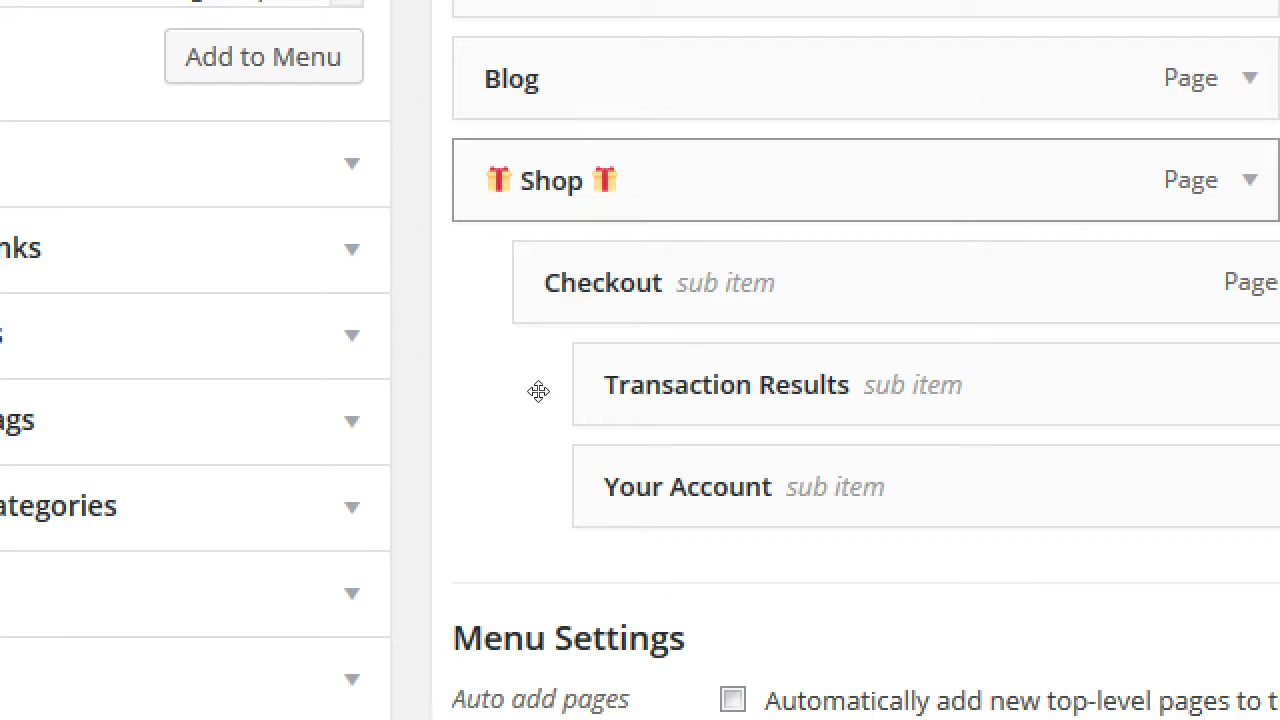 Add to Menu
Blog Page
🎁 Shop 🎁 Page
nks
Checkout sub item Page
s
Transaction Results sub item
ags
Your Account sub item
ategories
Menu Settings
Auto add pages Automatically add new top-level pages to t